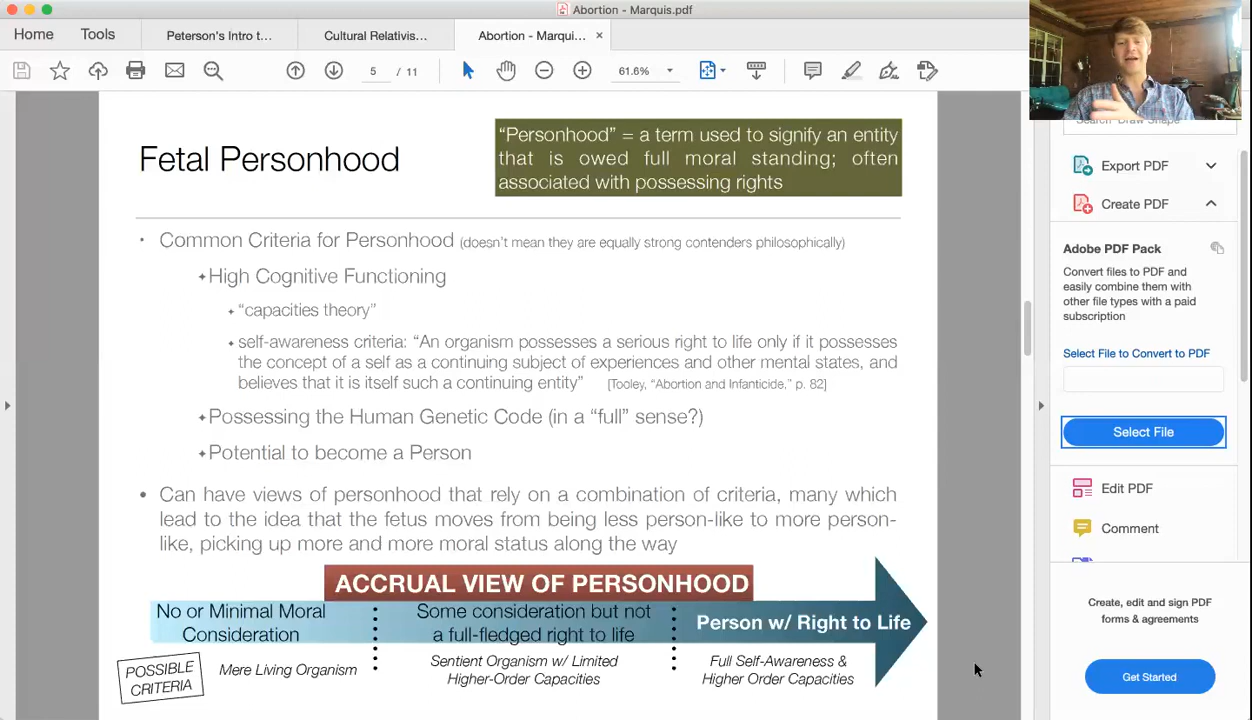 Abortion - Marquis.pdf
Home
Tools
Peterson's Intro t...
Cultural Relativis...
Abortion - Marqui...
×
5 / 11
61.6%
Fetal Personhood
“Personhood” = a term used to signify an entity
that is owed full moral standing; often
associated with possessing rights
• Common Criteria for Personhood (doesn't mean they are equally strong contenders philosophically)
✦High Cognitive Functioning
✦ “capacities theory”
✦ self-awareness criteria: “An organism possesses a serious right to life only if it possesses
the concept of a self as a continuing subject of experiences and other mental states, and
believes that it is itself such a continuing entity” [Tooley, “Abortion and Infanticide,” p. 82]
✦Possessing the Human Genetic Code (in a “full” sense?)
✦Potential to become a Person
• Can have views of personhood that rely on a combination of criteria, many which
lead to the idea that the fetus moves from being less person-like to more person-
like, picking up more and more moral status along the way
ACCRUAL VIEW OF PERSONHOOD
No or Minimal Moral
Consideration
Some consideration but not
a full-fledged right to life
Person w/ Right to Life
POSSIBLE
CRITERIA
Mere Living Organism
Sentient Organism w/ Limited
Higher-Order Capacities
Full Self-Awareness &
Higher Order Capacities
Search 'Draw Shape'
Export PDF
Create PDF
Adobe PDF Pack
Convert files to PDF and
easily combine them with
other file types with a paid
subscription
Select File to Convert to PDF
Select File
Edit PDF
Comment
Create, edit and sign PDF
forms & agreements
Get Started